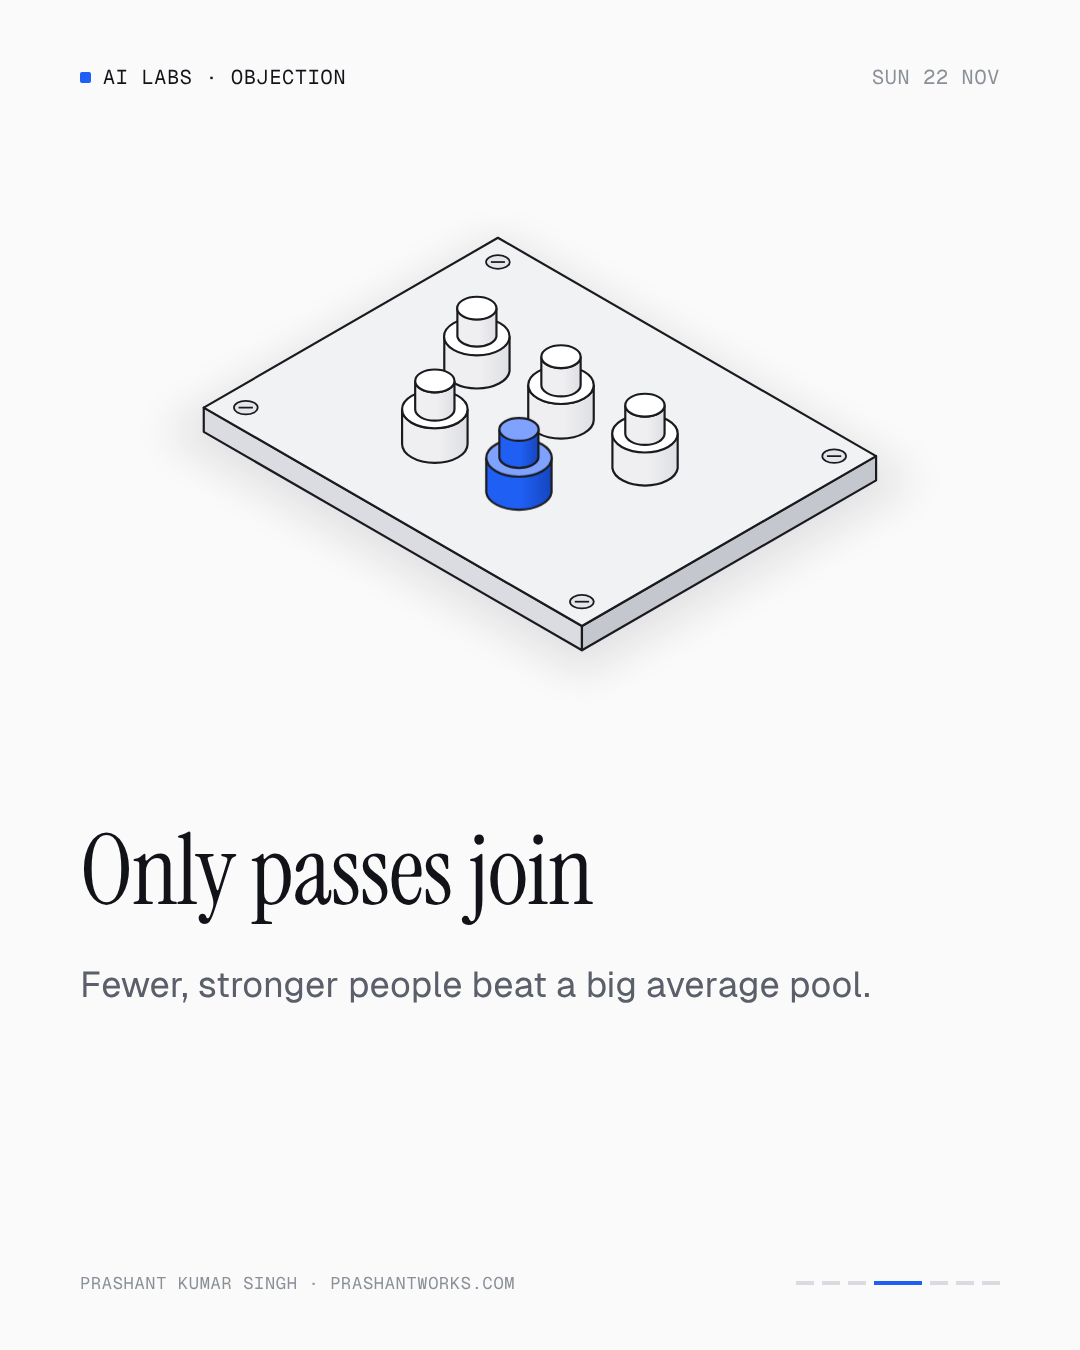 AI LABS · OBJECTION
SUN 22 NOV
Only passes join
Fewer, stronger people beat a big average pool.
PRASHANT KUMAR SINGH · PRASHANTWORKS.COM